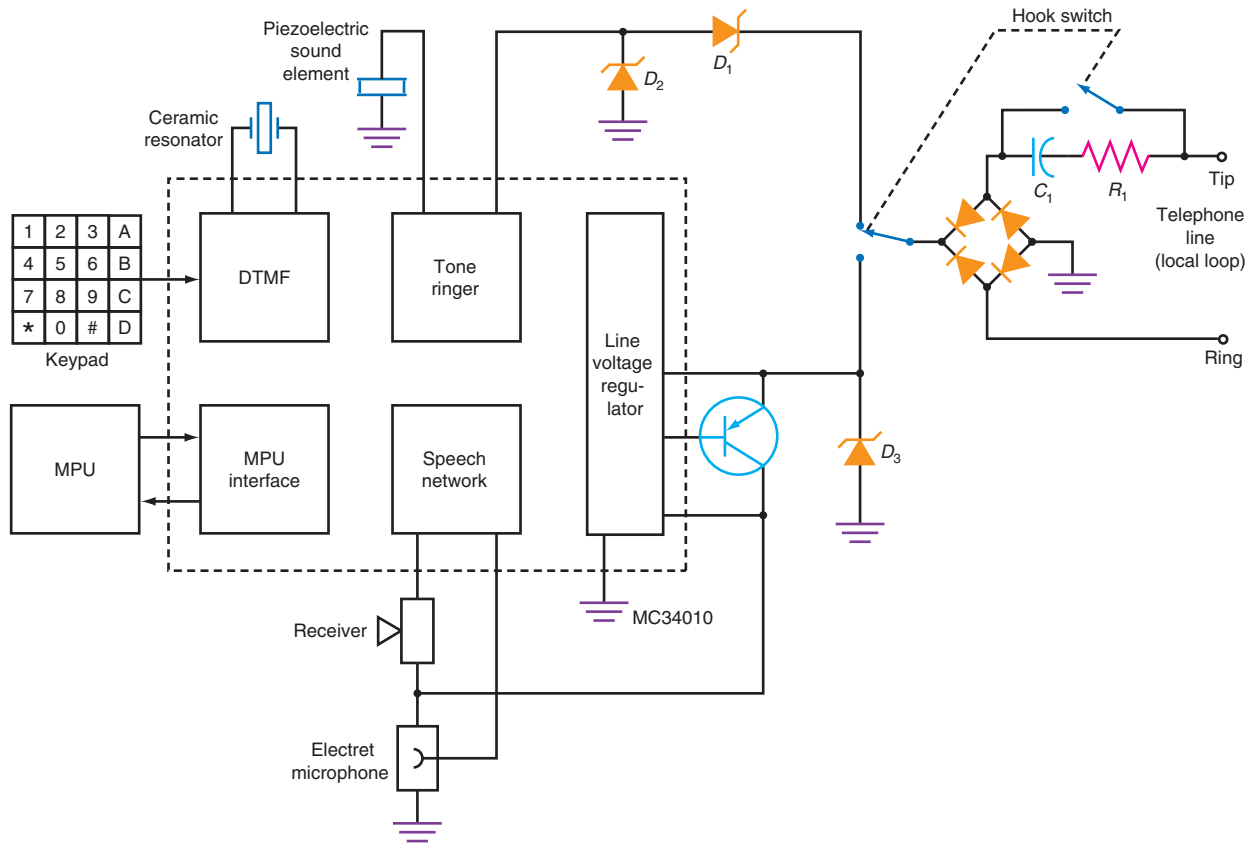 Hook switch
Piezoelectric
sound
element
D1
D2
Ceramic
resonator
C1
R1
Tip
Telephone
line
(local loop)
Ring
1 2 3 A
4 5 6 B
7 8 9 C
* 0 # D
Keypad
DTMF
Tone
ringer
Line
voltage
regu-
lator
MPU
MPU
interface
Speech
network
D3
MC34010
Receiver
Electret
microphone